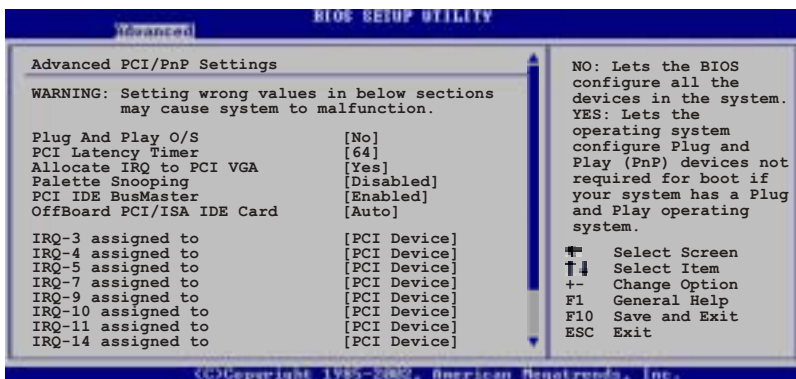 BIOS SETUP UTILITY
Advanced
Advanced PCI/PnP Settings
WARNING: Setting wrong values in below sections
may cause system to malfunction.
Plug And Play O/S [No]
PCI Latency Timer [64]
Allocate IRQ to PCI VGA [Yes]
Palette Snooping [Disabled]
PCI IDE BusMaster [Enabled]
OffBoard PCI/ISA IDE Card [Auto]
IRQ-3 assigned to [PCI Device]
IRQ-4 assigned to [PCI Device]
IRQ-5 assigned to [PCI Device]
IRQ-7 assigned to [PCI Device]
IRQ-9 assigned to [PCI Device]
IRQ-10 assigned to [PCI Device]
IRQ-11 assigned to [PCI Device]
IRQ-14 assigned to [PCI Device]
NO: Lets the BIOS
configure all the
devices in the system.
YES: Lets the
operating system
configure Plug and
Play (PnP) devices not
required for boot if
your system has a Plug
and Play operating
system.
Select Screen
Select Item
+- Change Option
F1 General Help
F10 Save and Exit
ESC Exit
(C)Copyright 1985-2002, American Megatrends, Inc.